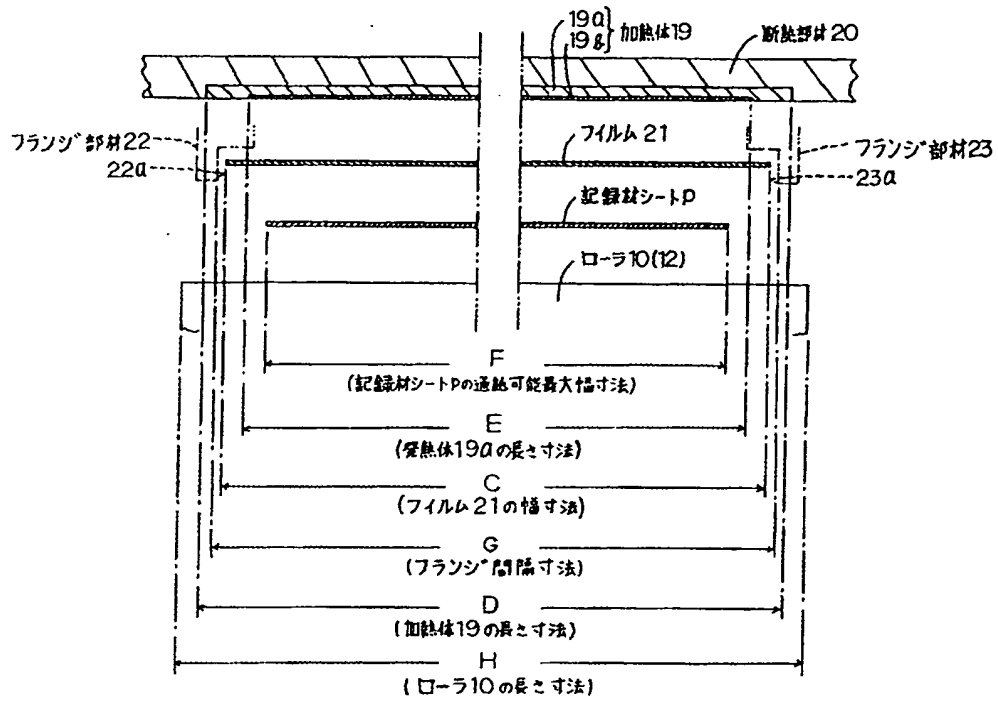 19a
19g
加熱体19
断熱部材20
フランジ部材22
22a
フイルム21
フランジ部材23
23a
記録材シートP
ローラ10(12)
F
(記録材シートPの通紙可能最大幅寸法)
E
(発熱体19aの長さ寸法)
C
(フイルム21の幅寸法)
G
(フランジ間隔寸法)
D
(加熱体19の長さ寸法)
H
(ローラ10の長さ寸法)